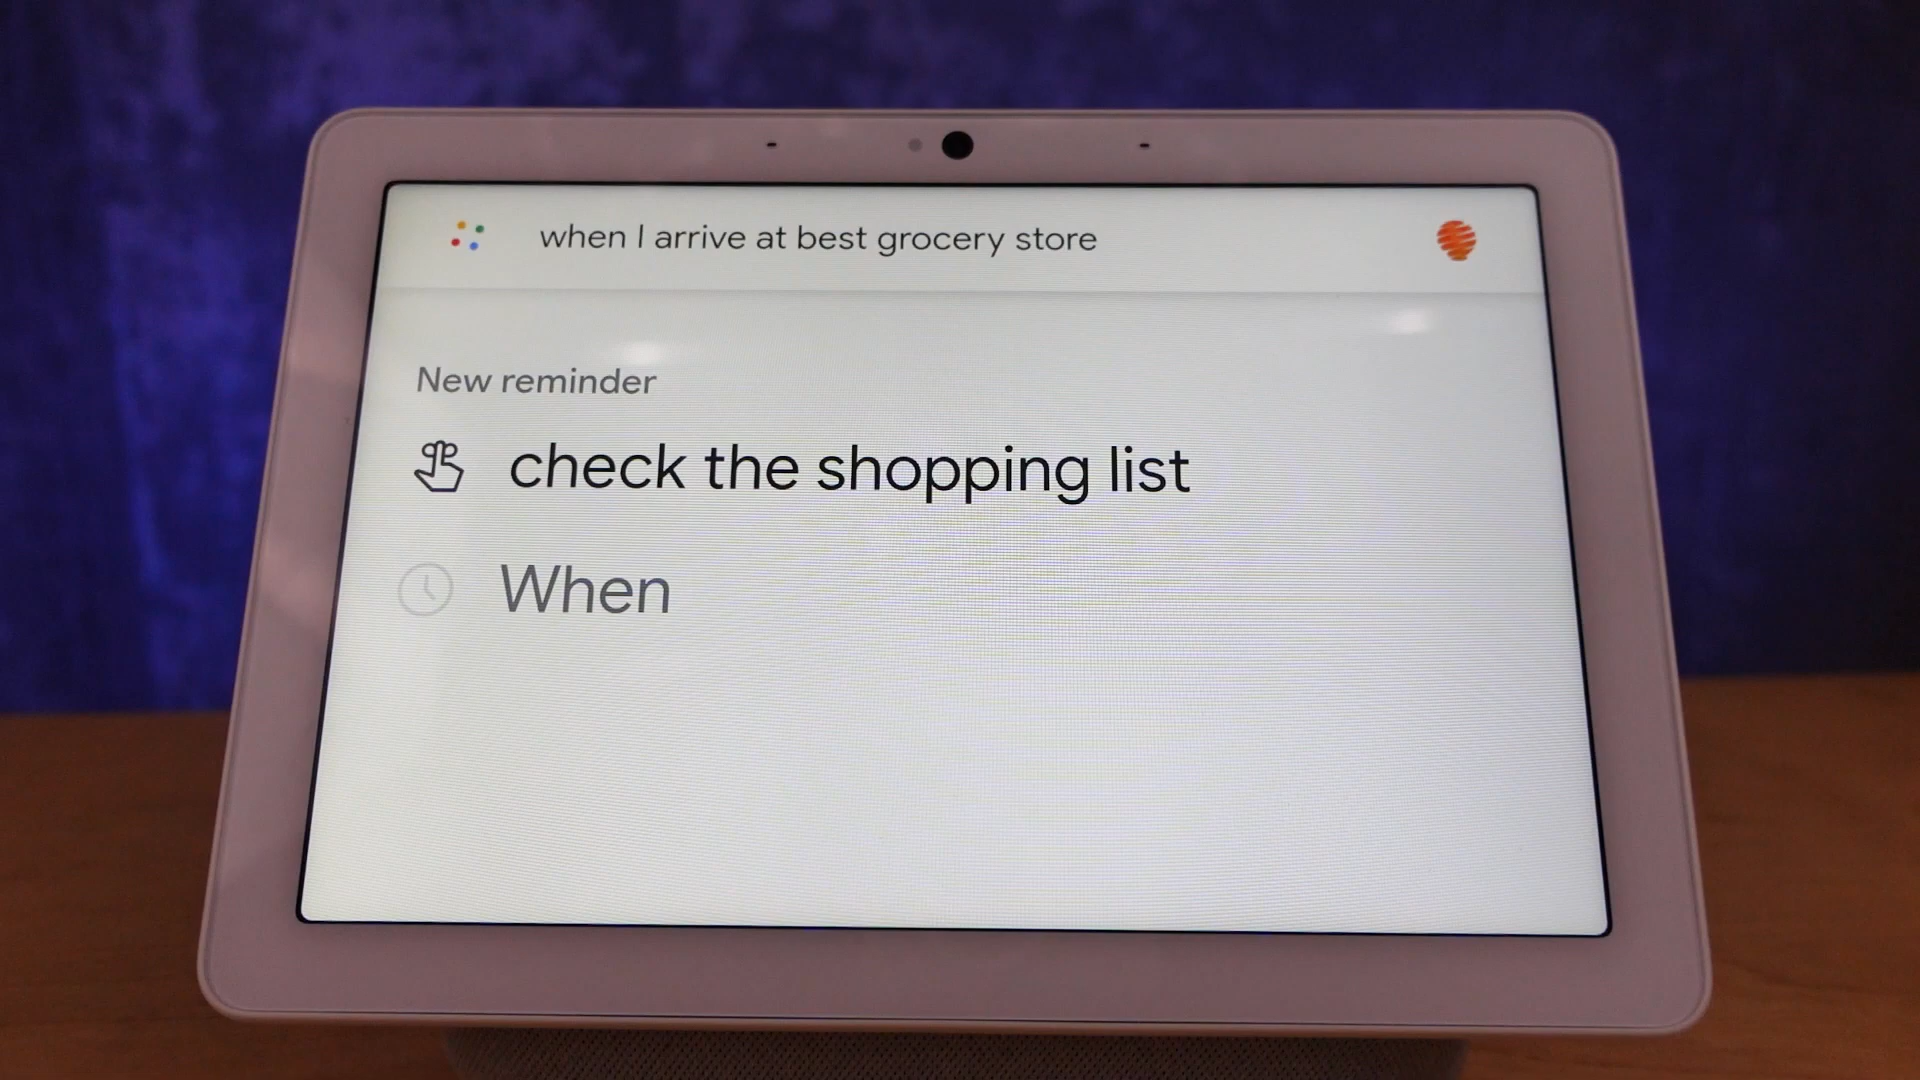 when I arrive at best grocery store
New reminder
check the shopping list
When